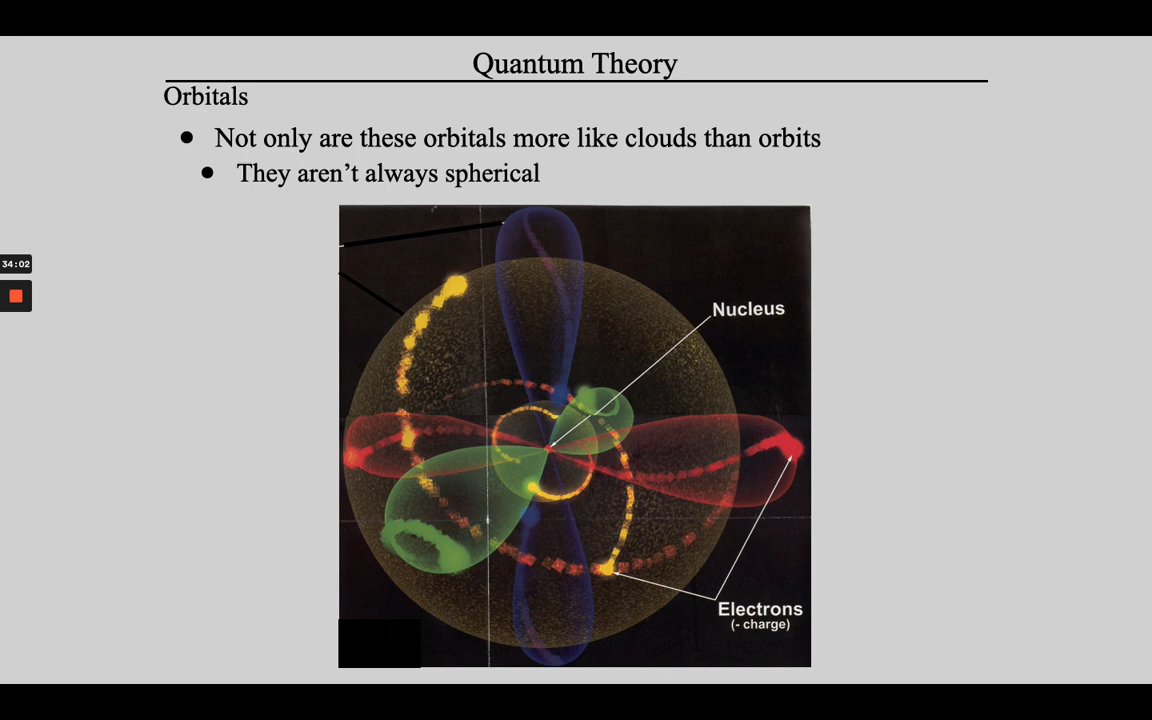 Quantum Theory
Orbitals
● Not only are these orbitals more like clouds than orbits
● They aren’t always spherical
34:02
Nucleus
Electrons
(- charge)